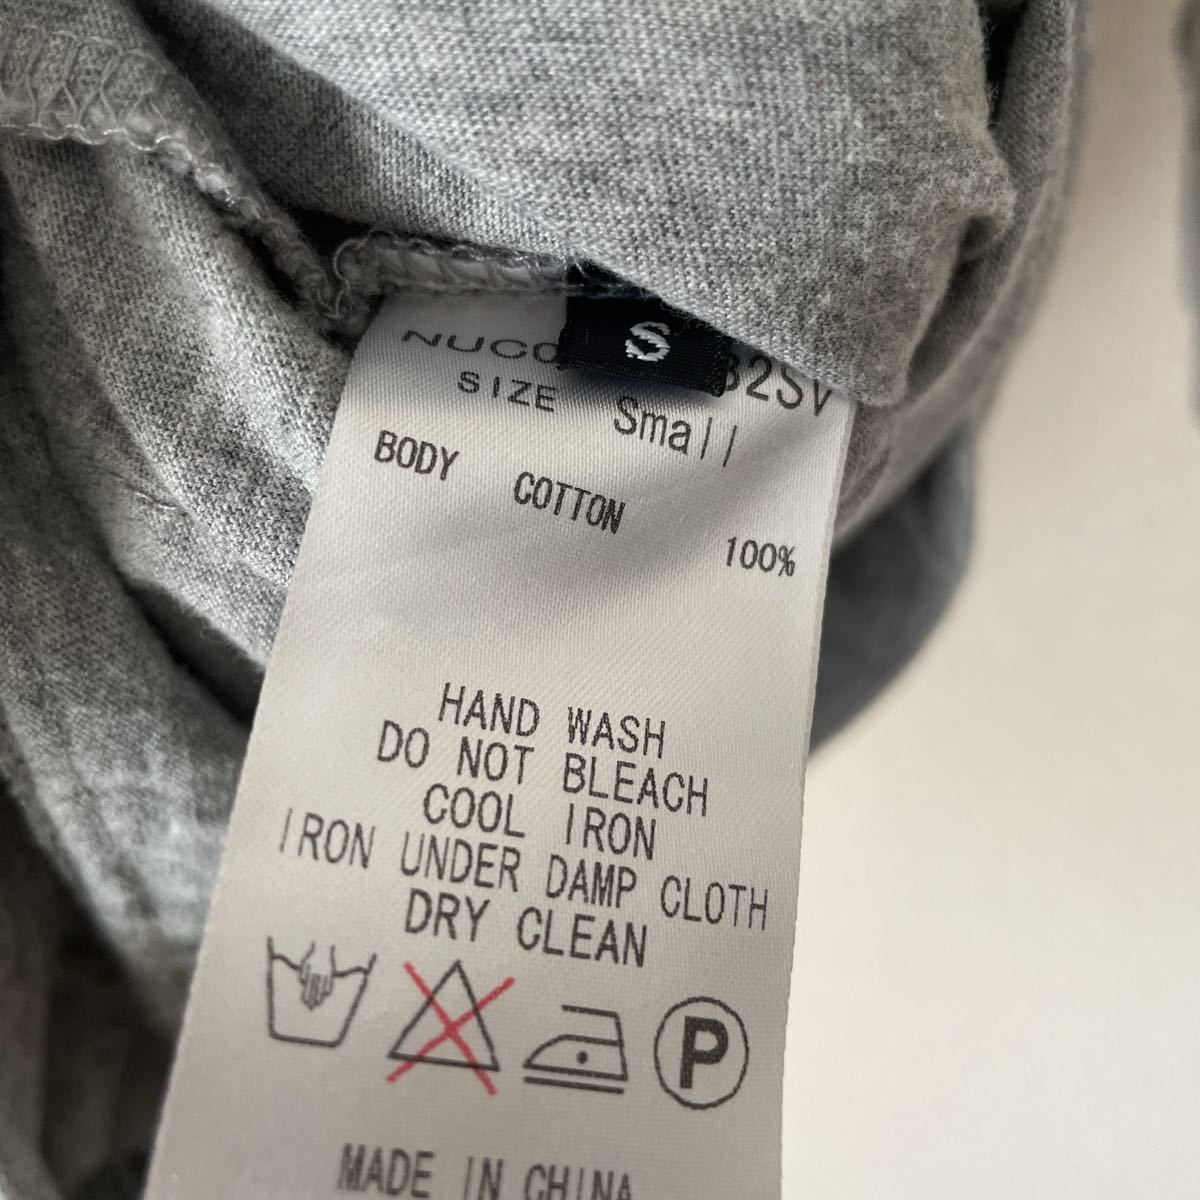 S
SIZE Small
BODY COTTON 100%
HAND WASH
DO NOT BLEACH
COOL IRON
IRON UNDER DAMP CLOTH
DRY CLEAN
P
MADE IN CHINA